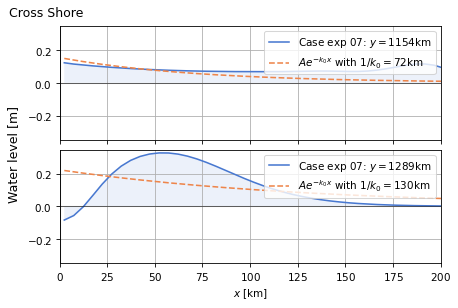 Cross Shore
Water level [m]
0.2
0.0
−0.2
Case exp 07: y = 1154km
Ae^{−k₀x} with 1/k₀ = 72km
0.2
0.0
−0.2
Case exp 07: y = 1289km
Ae^{−k₀x} with 1/k₀ = 130km
0 25 50 75 100 125 150 175 200
x [km]